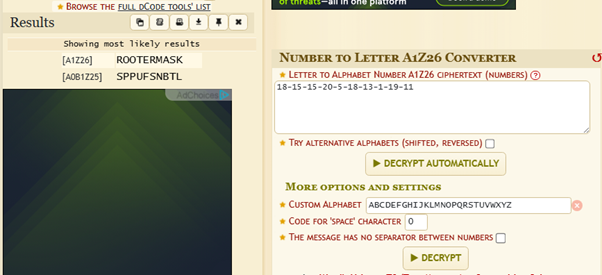 ★ Browse the full dCode tools' list
Results
Showing most likely results
[A1Z26] ROOTERMASK
[A0B1Z25] SPPUFSNBTL
AdChoices
of threats—all in one platform
Number to Letter A1Z26 Converter
★ Letter to Alphabet Number A1Z26 ciphertext (numbers) ?
18-15-15-20-5-18-13-1-19-11
★ Try alternative alphabets (shifted, reversed)
▶ DECRYPT AUTOMATICALLY
More options and settings
★ Custom Alphabet ABCDEFGHIJKLMNOPQRSTUVWXYZ
★ Code for 'space' character 0
★ The message has no separator between numbers
▶ DECRYPT